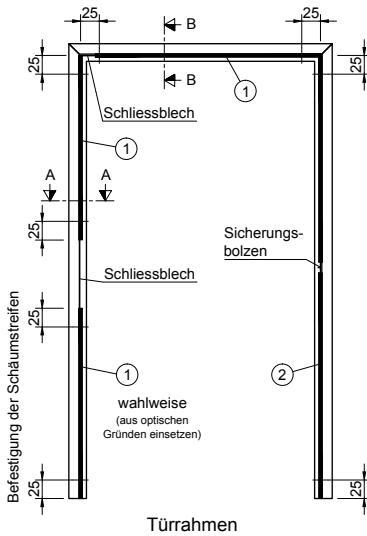 25
B
25
25
B
25
Schliessblech
1
1
A
A
25
Sicherungs-
bolzen
Schliessblech
25
1
2
wahlweise
(aus optischen
Gründen einsetzen)
Befestigung der Schäumstreifen
25
25
Türrahmen